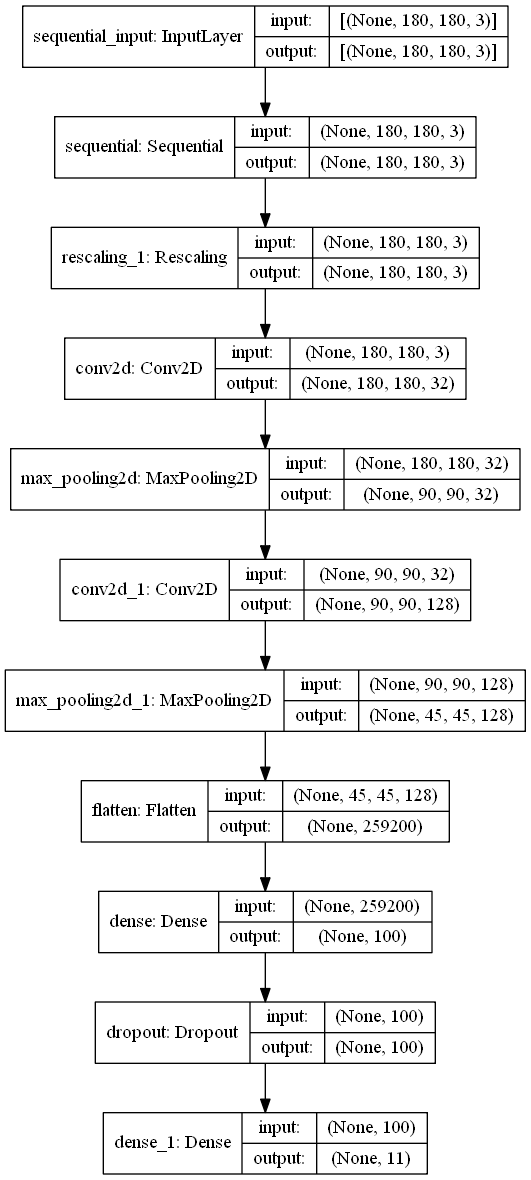 sequential_input: InputLayer input: [(None, 180, 180, 3)]
output: [(None, 180, 180, 3)]
sequential: Sequential input: (None, 180, 180, 3)
output: (None, 180, 180, 3)
rescaling_1: Rescaling input: (None, 180, 180, 3)
output: (None, 180, 180, 3)
conv2d: Conv2D input: (None, 180, 180, 3)
output: (None, 180, 180, 32)
max_pooling2d: MaxPooling2D input: (None, 180, 180, 32)
output: (None, 90, 90, 32)
conv2d_1: Conv2D input: (None, 90, 90, 32)
output: (None, 90, 90, 128)
max_pooling2d_1: MaxPooling2D input: (None, 90, 90, 128)
output: (None, 45, 45, 128)
flatten: Flatten input: (None, 45, 45, 128)
output: (None, 259200)
dense: Dense input: (None, 259200)
output: (None, 100)
dropout: Dropout input: (None, 100)
output: (None, 100)
dense_1: Dense input: (None, 100)
output: (None, 11)